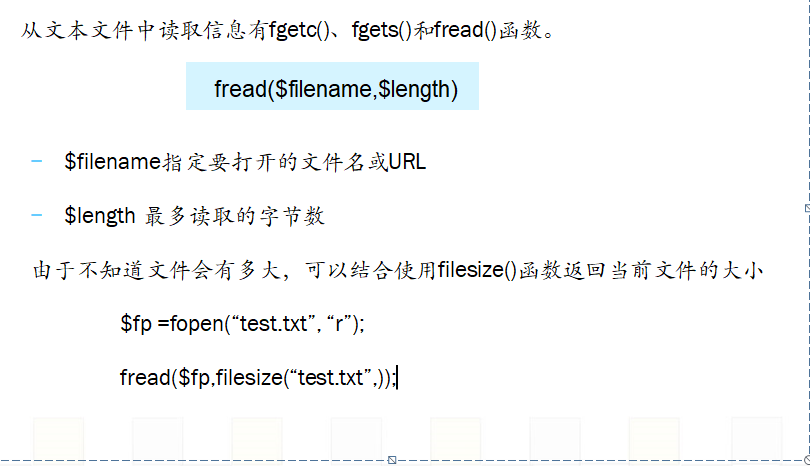 从文本文件中读取信息有fgetc()、fgets()和fread()函数。
fread($filename,$length)
– $filename指定要打开的文件名或URL
– $length 最多读取的字节数
由于不知道文件会有多大，可以结合使用filesize()函数返回当前文件的大小
$fp =fopen(“test.txt”, “r”);
fread($fp,filesize(“test.txt”,));